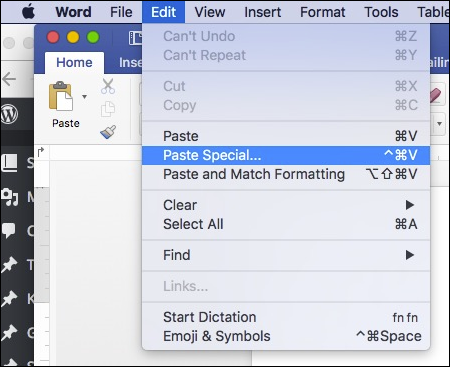 Word File Edit View Insert Format Tools Table
Home Inse ailin
Can't Undo ⌘Z
Can't Repeat ⌘Y
Cut ⌘X
Copy ⌘C
Paste
Paste ⌘V
Paste Special... ^⌘V
Paste and Match Formatting ⌥⇧⌘V
Clear ▶
Select All ⌘A
Find ▶
Links...
Start Dictation fn fn
Emoji & Symbols ^⌘Space
S
M
C
T
K
G
S